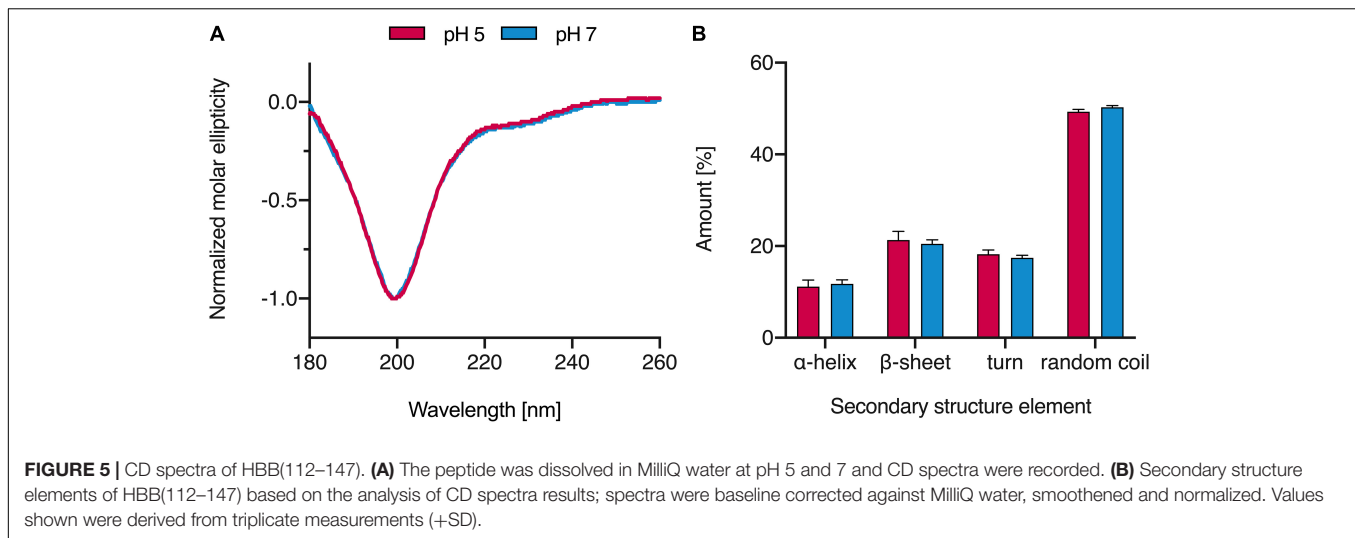 A
pH 5 pH 7
B
Normalized molar ellipticity
0.0
-0.5
-1.0
180 200 220 240 260
Wavelength [nm]
Amount [%]
60
40
20
0
α-helix β-sheet turn random coil
Secondary structure element
FIGURE 5 | CD spectra of HBB(112–147). (A) The peptide was dissolved in MilliQ water at pH 5 and 7 and CD spectra were recorded. (B) Secondary structure
elements of HBB(112–147) based on the analysis of CD spectra results; spectra were baseline corrected against MilliQ water, smoothened and normalized. Values
shown were derived from triplicate measurements (+SD).